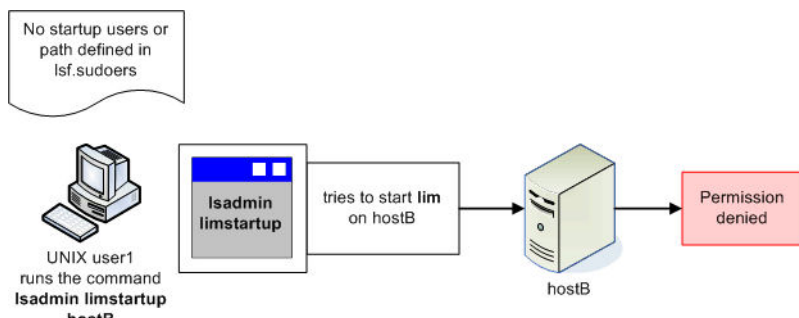 No startup users or
path defined in
lsf.sudoers
UNIX user1
runs the command
lsadmin limstartup
hostB
lsadmin
limstartup
tries to start lim
on hostB
hostB
Permission
denied